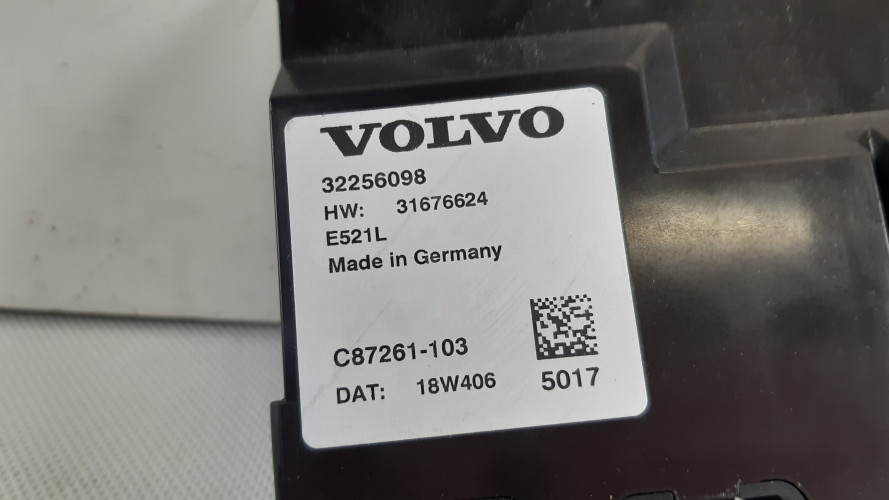 VOLVO
32256098
HW: 31676624
E521L
Made in Germany
C87261-103
DAT: 18W406 5017